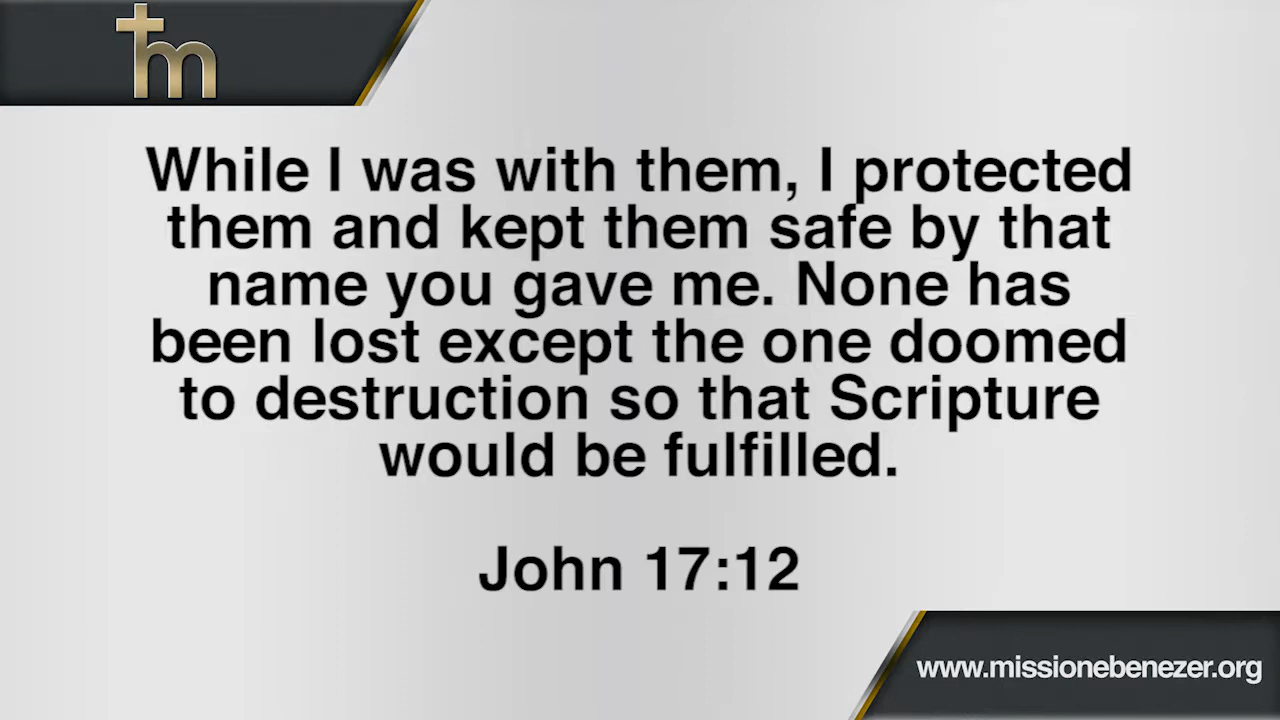 m
While I was with them, I protected
them and kept them safe by that
name you gave me. None has
been lost except the one doomed
to destruction so that Scripture
would be fulfilled.
John 17:12
www.missionebenezer.org